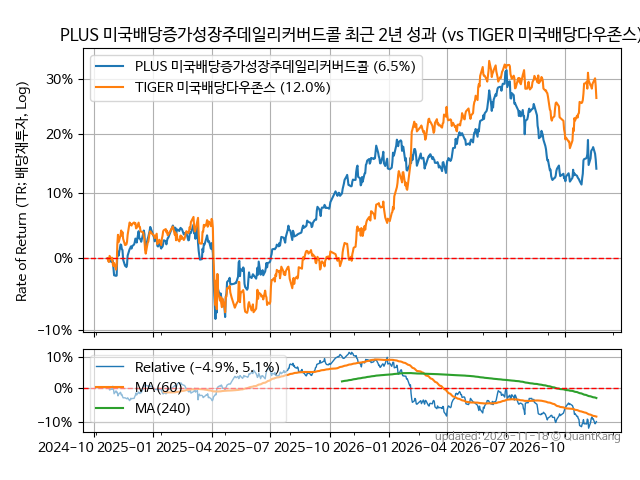 PLUS 미국배당증가성장주데일리커버드콜 최근 2년 성과 (vs TIGER 미국배당다우존스)
Rate of Return (TR: 배당재투자, Log)
PLUS 미국배당증가성장주데일리커버드콜 (6.5%)
TIGER 미국배당다우존스 (12.0%)
30%
20%
10%
0%
−10%
10%
0%
−10%
Relative (−4.9%, 5.1%)
MA(60)
MA(240)
2024-10 2025-01 2025-04 2025-07 2025-10 2026-01 2026-04 2026-07 2026-10
updated: 2026-11-18 © QuantKang